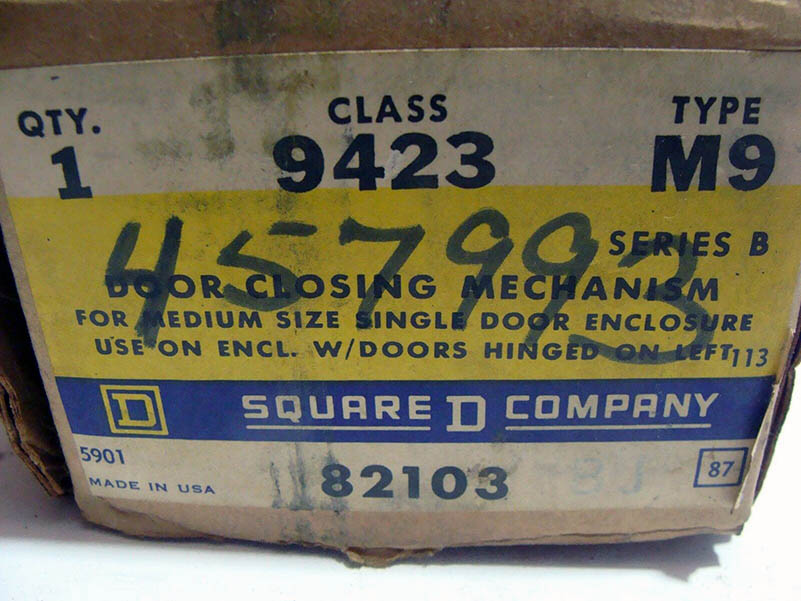 QTY. CLASS TYPE
1 9423 M9
457993
SERIES B
DOOR CLOSING MECHANISM
FOR MEDIUM SIZE SINGLE DOOR ENCLOSURE
USE ON ENCL. W/DOORS HINGED ON LEFT 113
D SQUARE D COMPANY
5901
MADE IN USA
82103
87